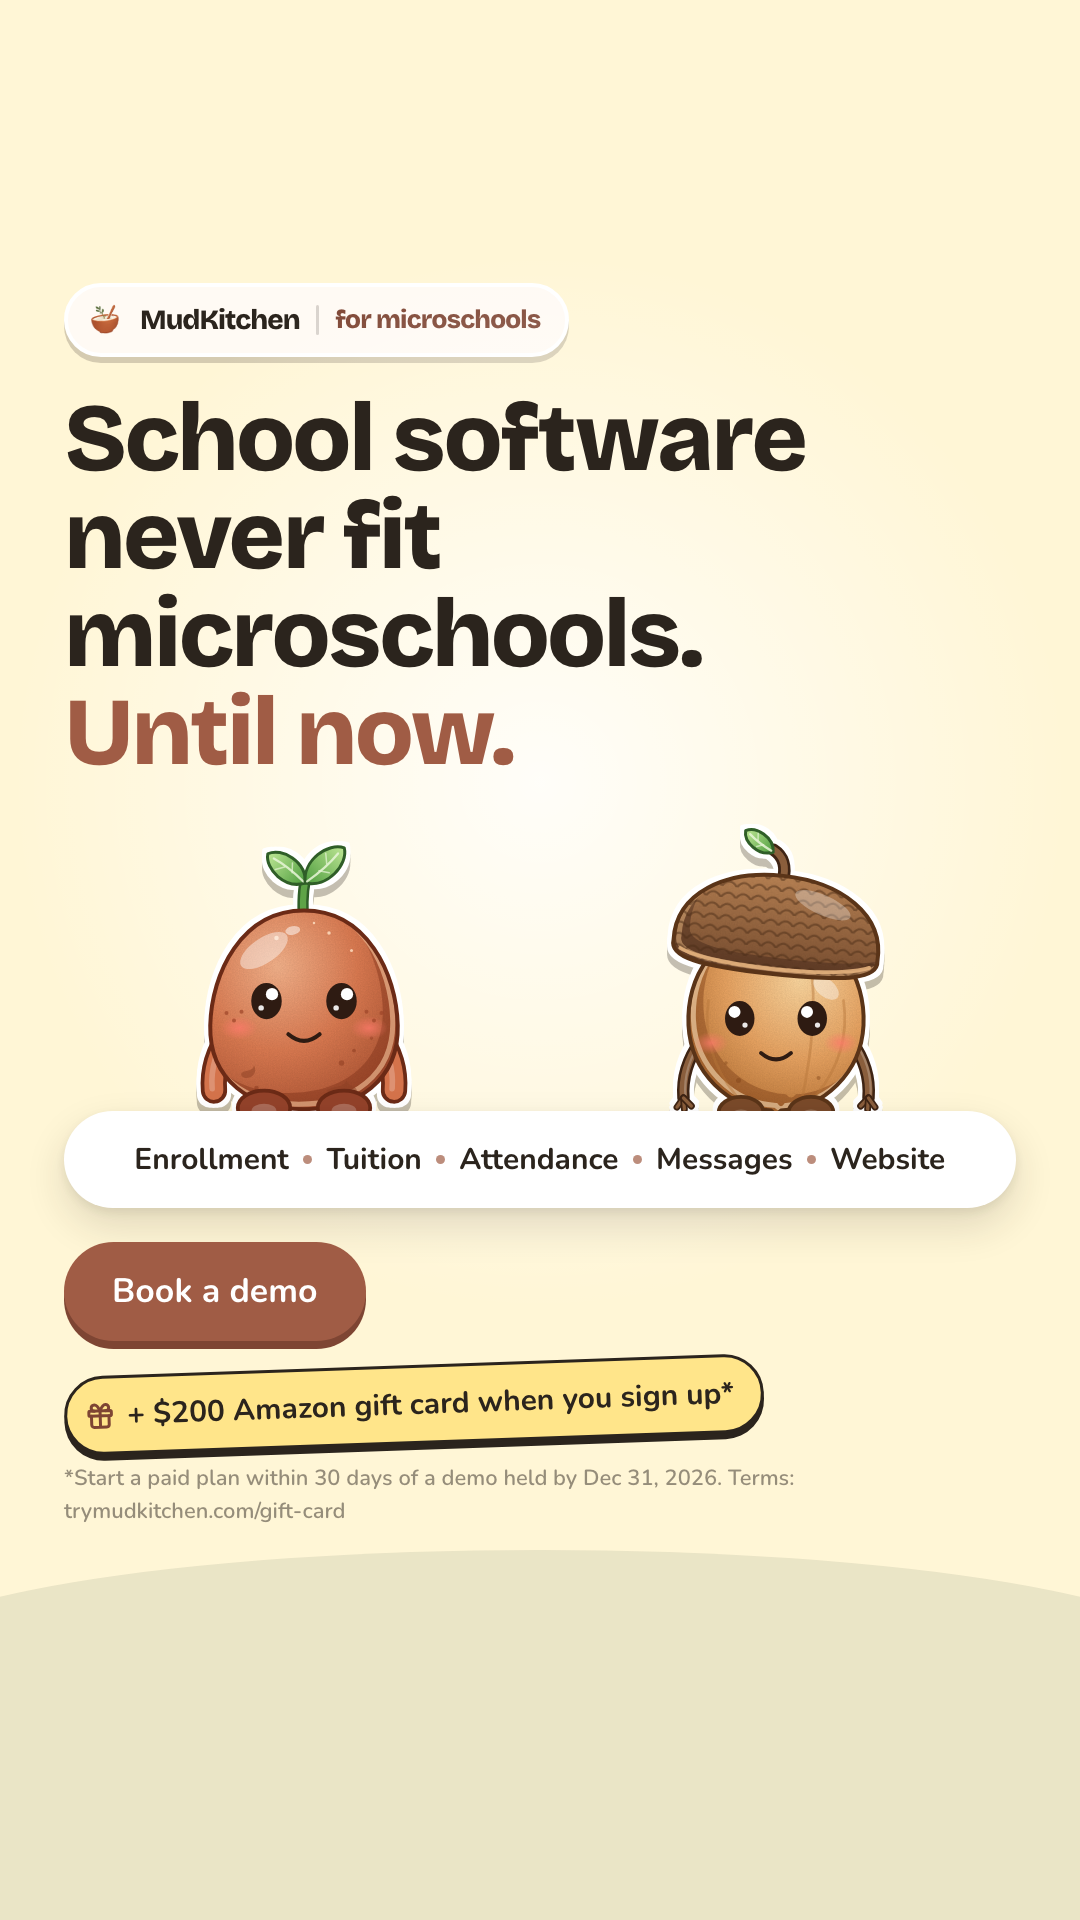 MudKitchen | for microschools
School software
never fit
microschools.
Until now.
Enrollment • Tuition • Attendance • Messages • Website
Book a demo
+ $200 Amazon gift card when you sign up*
*Start a paid plan within 30 days of a demo held by Dec 31, 2026. Terms:
trymudkitchen.com/gift-card